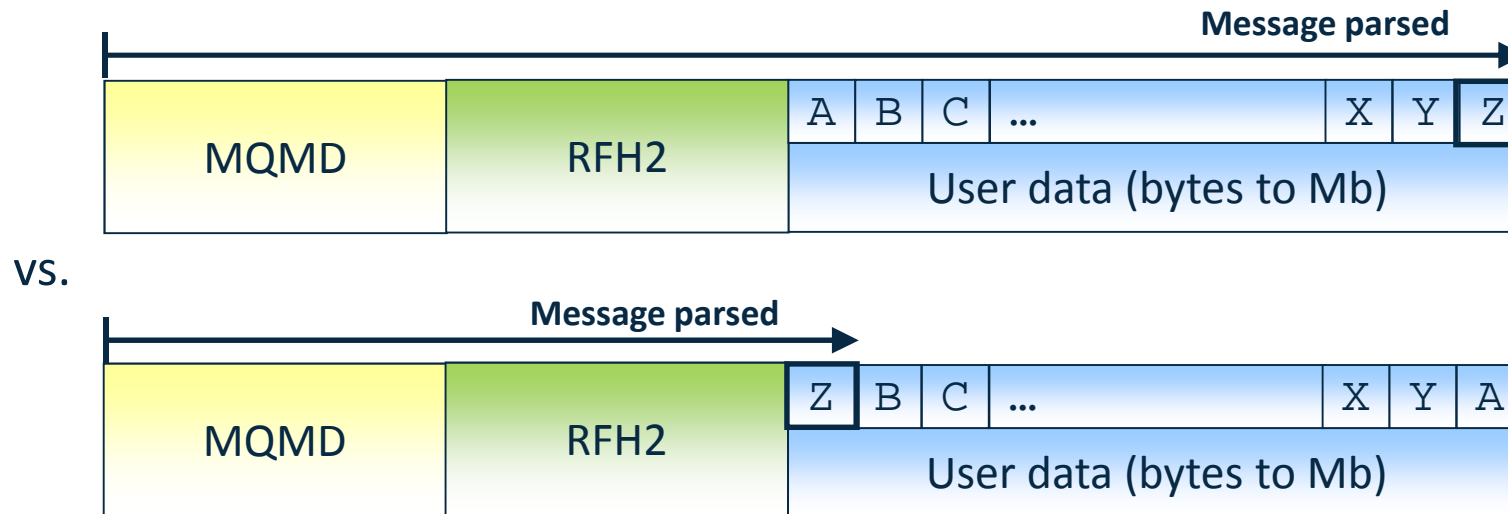 Message parsed
MQMD
RFH2
A B C ... X Y Z
User data (bytes to Mb)
vs.
Message parsed
MQMD
RFH2
Z B C ... X Y A
User data (bytes to Mb)